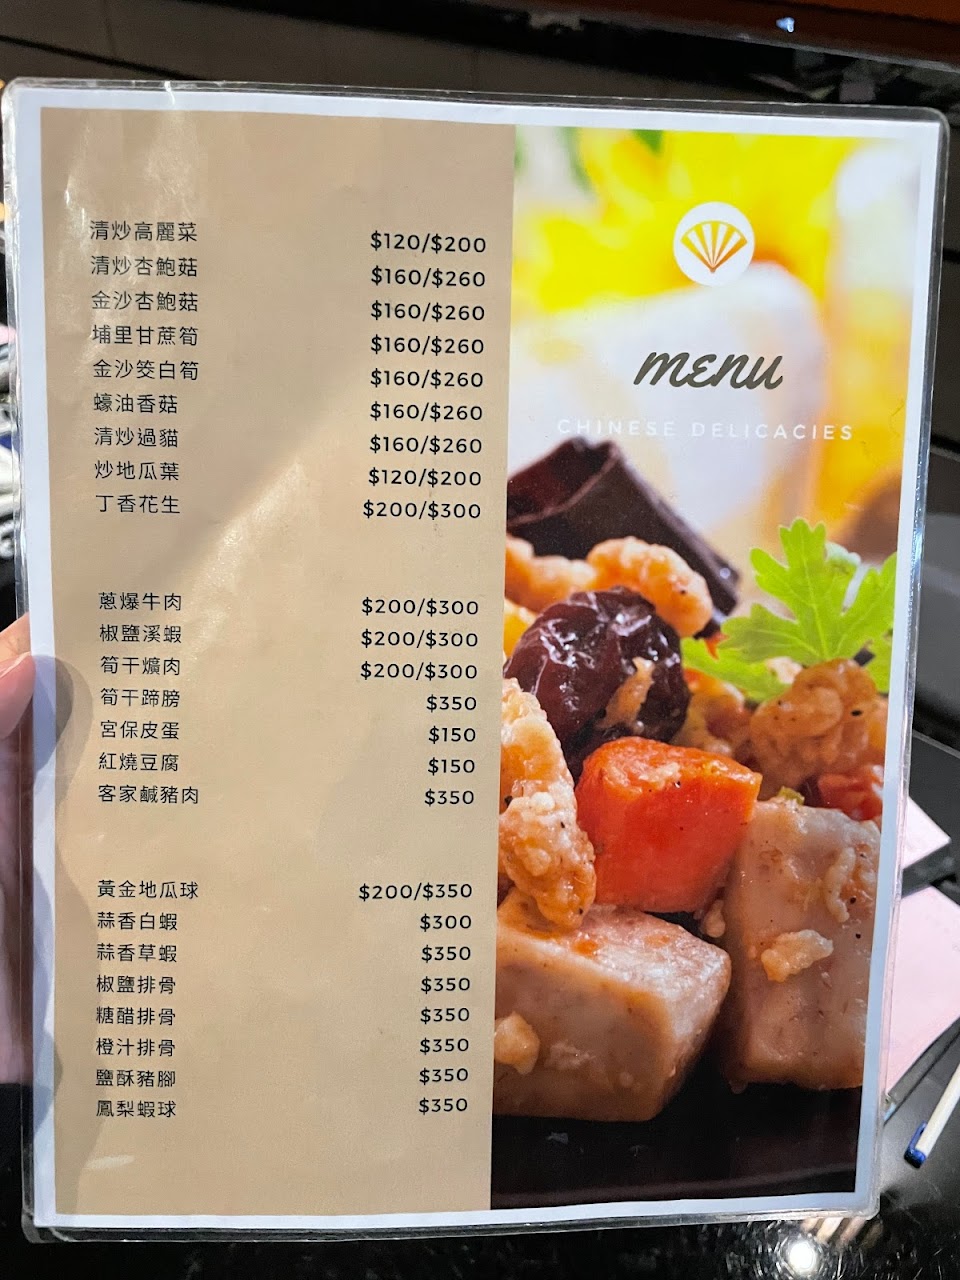 清炒高麗菜 $120/$200
清炒杏鮑菇 $160/$260
金沙杏鮑菇 $160/$260
埔里甘蔗筍 $160/$260
金沙筊白筍 $160/$260
蠔油香菇 $160/$260
清炒過貓 $160/$260
炒地瓜葉 $120/$200
丁香花生 $200/$300
蔥爆牛肉 $200/$300
椒鹽溪蝦 $200/$300
筍干爌肉 $200/$300
筍干蹄膀 $350
宮保皮蛋 $150
紅燒豆腐 $150
客家鹹豬肉 $350
黃金地瓜球 $200/$350
蒜香白蝦 $300
蒜香草蝦 $350
椒鹽排骨 $350
糖醋排骨 $350
橙汁排骨 $350
鹽酥豬腳 $350
鳳梨蝦球 $350
menu
CHINESE DELICACIES